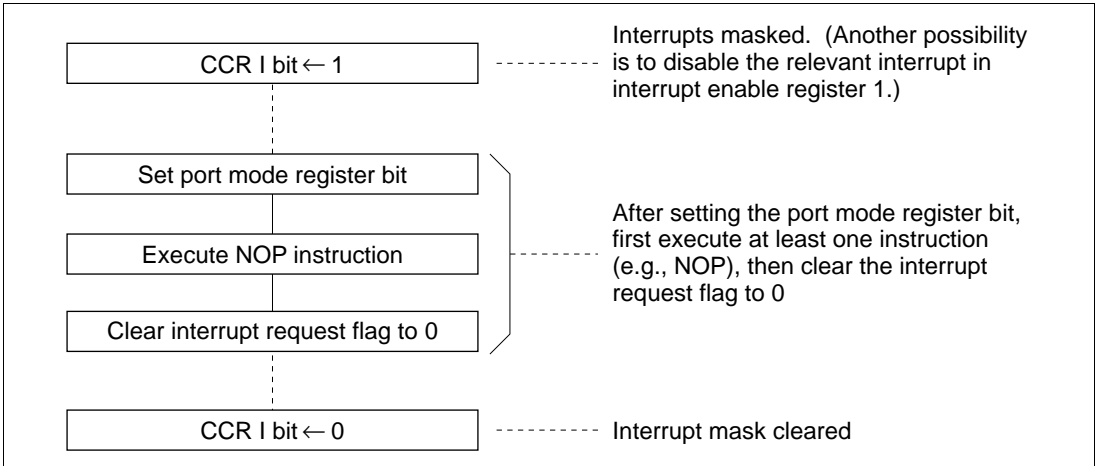 CCR I bit ← 1
Interrupts masked. (Another possibility
is to disable the relevant interrupt in
interrupt enable register 1.)
Set port mode register bit
Execute NOP instruction
Clear interrupt request flag to 0
After setting the port mode register bit,
first execute at least one instruction
(e.g., NOP), then clear the interrupt
request flag to 0
CCR I bit ← 0
Interrupt mask cleared